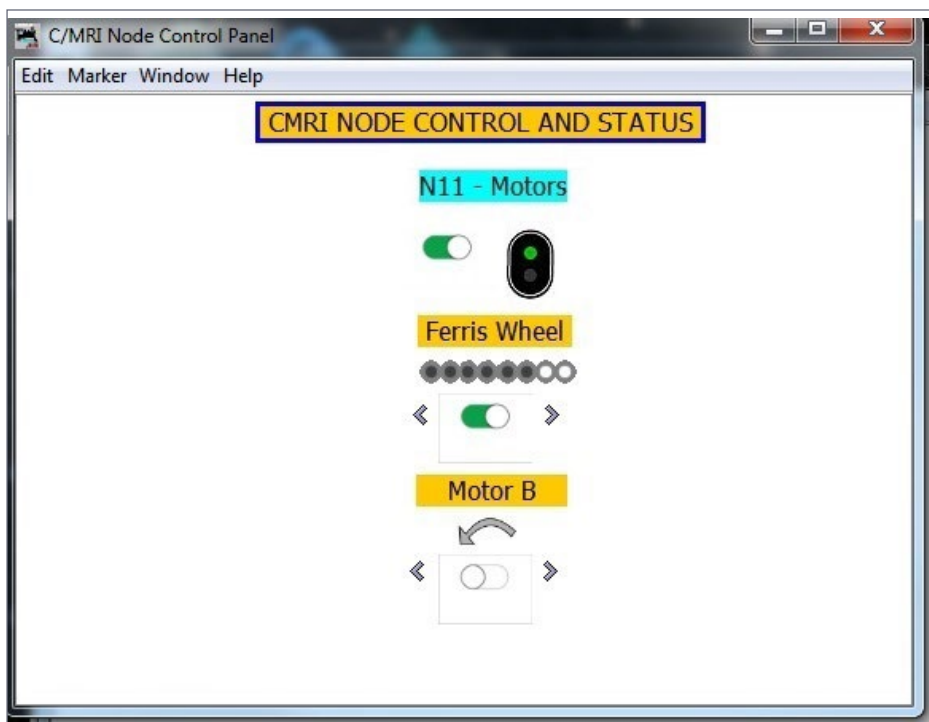 C/MRI Node Control Panel
Edit Marker Window Help
CMRI NODE CONTROL AND STATUS
N11 - Motors
Ferris Wheel
Motor B